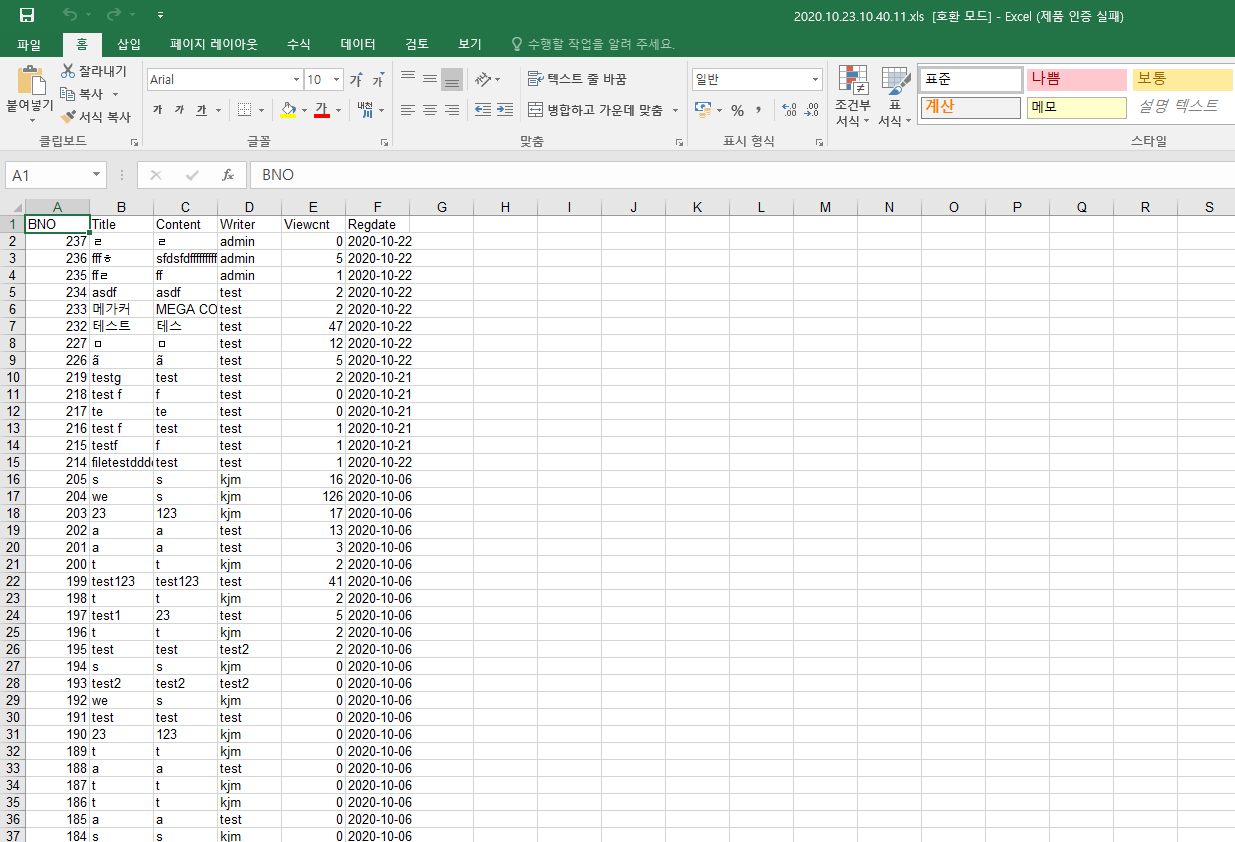 2020.10.23.10.40.11.xls [호환 모드] - Excel (제품 인증 실패)
파일 홈 삽입 페이지 레이아웃 수식 데이터 검토 보기 수행할 작업을 알려 주세요.
붙여넣기 잘라내기 복사 서식 복사 클립보드
Arial 10 가 가
가 가 가 가 내천 글꼴
텍스트 줄 바꿈
병합하고 가운데 맞춤 맞춤
일반
% , .00 .00 표시 형식
조건부 서식 표 서식
표준 나쁨 보통
계산 메모 설명 텍스트
스타일
A1 fx BNO
A B C D E F G H I J K L M N O P Q R S
1 BNO Title Content Writer Viewcnt Regdate
2 237 ㄹ ㄹ admin 0 2020-10-22
3 236 fffㅎ sfdsfdfffffffff admin 5 2020-10-22
4 235 ffㄹ ff admin 1 2020-10-22
5 234 asdf asdf test 2 2020-10-22
6 233 메가커 MEGA CO test 2 2020-10-22
7 232 테스트 테스 test 47 2020-10-22
8 227 ㅁ ㅁ test 12 2020-10-22
9 226 ã ã test 5 2020-10-22
10 219 testg test test 2 2020-10-21
11 218 test f f test 0 2020-10-21
12 217 te te test 0 2020-10-21
13 216 test f test test 1 2020-10-21
14 215 testf f test 1 2020-10-21
15 214 filetestddd test test 1 2020-10-22
16 205 s s kjm 16 2020-10-06
17 204 we s kjm 126 2020-10-06
18 203 23 123 kjm 17 2020-10-06
19 202 a a test 13 2020-10-06
20 201 a a test 3 2020-10-06
21 200 t t kjm 2 2020-10-06
22 199 test123 test123 test 41 2020-10-06
23 198 t t kjm 2 2020-10-06
24 197 test1 23 test 5 2020-10-06
25 196 t t kjm 2 2020-10-06
26 195 test test test2 2 2020-10-06
27 194 s s kjm 0 2020-10-06
28 193 test2 test2 test2 0 2020-10-06
29 192 we s kjm 0 2020-10-06
30 191 test test test 0 2020-10-06
31 190 23 123 kjm 0 2020-10-06
32 189 t t kjm 0 2020-10-06
33 188 a a test 0 2020-10-06
34 187 t t kjm 0 2020-10-06
35 186 t t kjm 0 2020-10-06
36 185 a a test 0 2020-10-06
37 184 s s kjm 0 2020-10-06